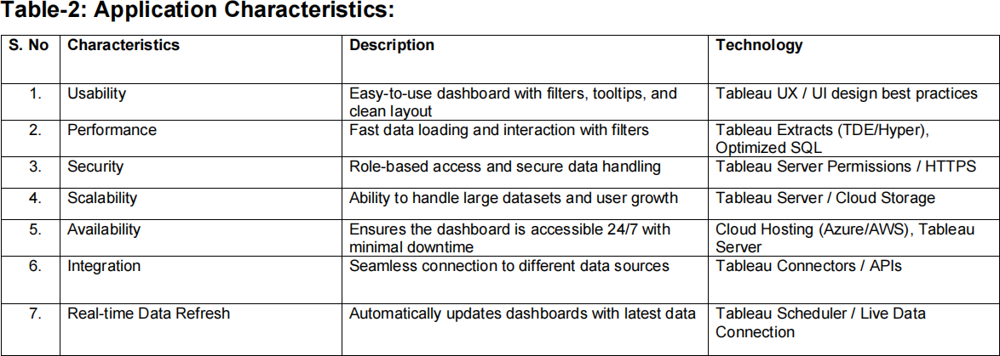 Table-2: Application Characteristics:
S. No Characteristics Description Technology
1. Usability Easy-to-use dashboard with filters, tooltips, and clean layout Tableau UX / UI design best practices
2. Performance Fast data loading and interaction with filters Tableau Extracts (TDE/Hyper), Optimized SQL
3. Security Role-based access and secure data handling Tableau Server Permissions / HTTPS
4. Scalability Ability to handle large datasets and user growth Tableau Server / Cloud Storage
5. Availability Ensures the dashboard is accessible 24/7 with minimal downtime Cloud Hosting (Azure/AWS), Tableau Server
6. Integration Seamless connection to different data sources Tableau Connectors / APIs
7. Real-time Data Refresh Automatically updates dashboards with latest data Tableau Scheduler / Live Data Connection